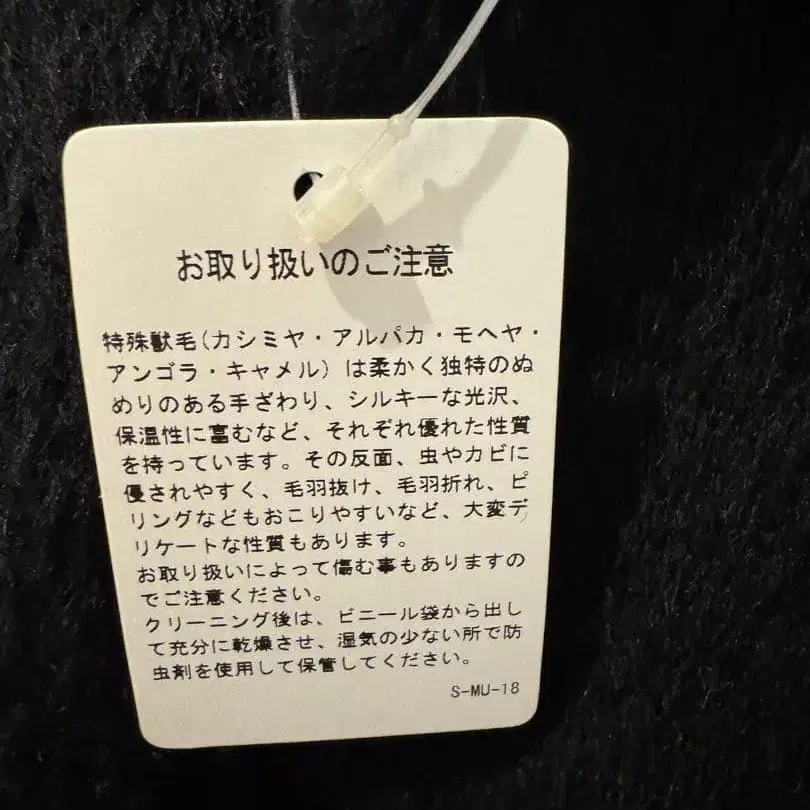 お取り扱いのご注意
特殊獣毛(カシミヤ・アルパカ・モヘヤ・
アンゴラ・キャメル)は柔かく独特のぬ
めりのある手ざわり、シルキーな光沢、
保温性に富むなど、それぞれ優れた性質
を持っています。その反面、虫やカビに
優されやすく、毛羽抜け、毛羽折れ、ピ
リングなどもおこりやすいなど、大変デ
リケートな性質もあります。
お取り扱いによって傷む事もありますの
でご注意ください。
クリーニング後は、ビニール袋から出し
て充分に乾燥させ、湿気の少ない所で防
虫剤を使用して保管してください。
S-MU-18